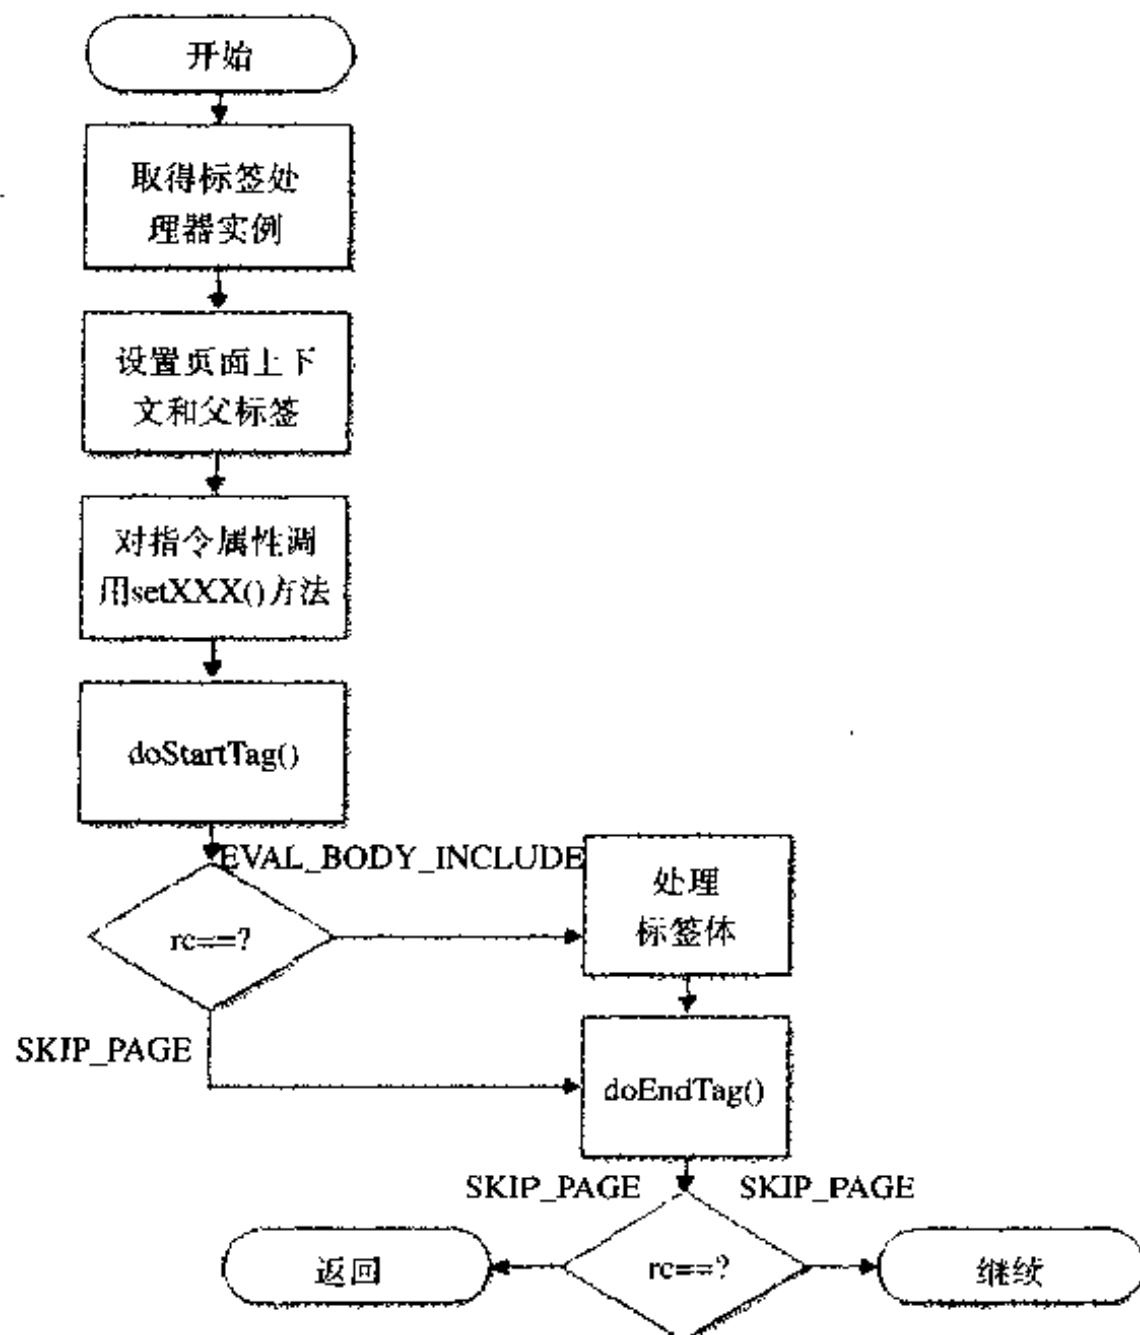 开始
取得标签处
理器实例
设置页面上下
文和父标签
对指令属性调
用setXXX()方法
doStartTag()
EVAL_BODY_INCLUDE
处理
标签体
rc==?
SKIP_PAGE
doEndTag()
SKIP_PAGE
SKIP_PAGE
返回
rc==?
继续